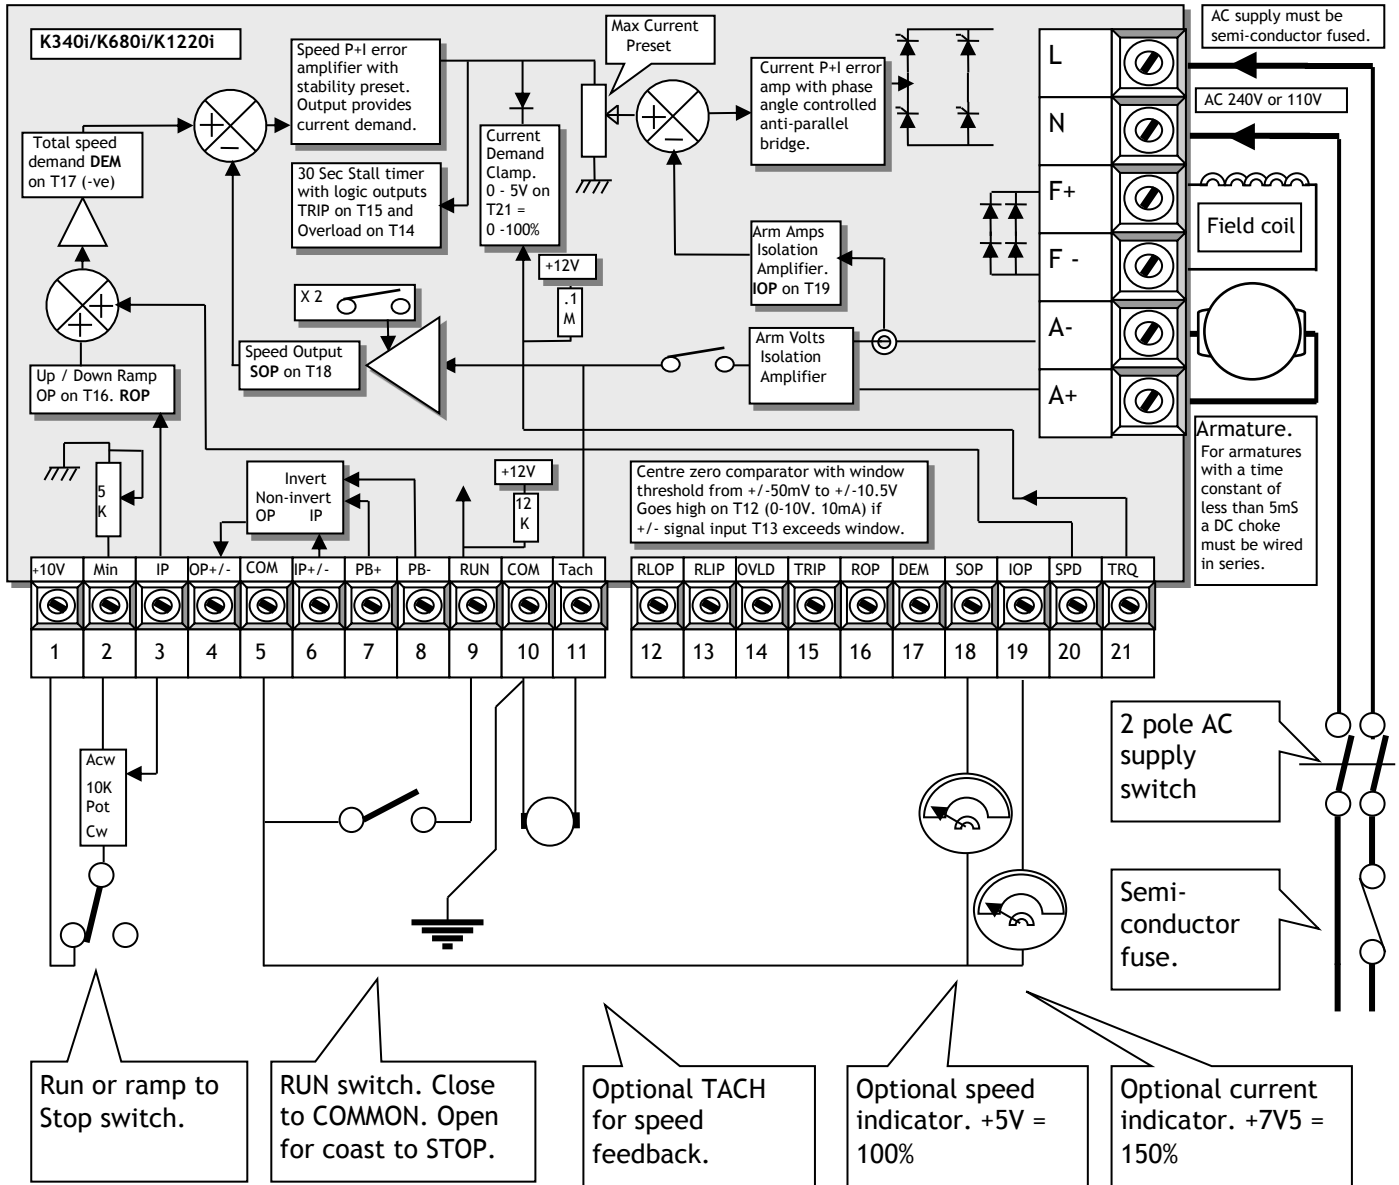 K340i/K680i/K1220i
Speed P+I error
amplifier with
stability preset.
Output provides
current demand.
Max Current
Preset
Current P+I error
amp with phase
angle controlled
anti-parallel
bridge.
AC supply must be
semi-conductor fused.
AC 240V or 110V
L
N
F+
F -
A-
A+
Field coil
Total speed
demand DEM
on T17 (-ve)
30 Sec Stall timer
with logic outputs
TRIP on T15 and
Overload on T14
Current
Demand
Clamp.
0 - 5V on
T21 =
0 -100%
+12V
.1
M
Arm Amps
Isolation
Amplifier.
IOP on T19
X 2
Speed Output
SOP on T18
Arm Volts
Isolation
Amplifier
Up / Down Ramp
OP on T16. ROP
5
K
Invert
Non-invert
OP IP
+12V
12
K
Centre zero comparator with window
threshold from +/-50mV to +/-10.5V
Goes high on T12 (0-10V. 10mA) if
+/- signal input T13 exceeds window.
Armature.
For armatures
with a time
constant of
less than 5mS
a DC choke
must be wired
in series.
+10V Min IP OP+/- COM IP+/- PB+ PB- RUN COM Tach RLOP RLIP OVLD TRIP ROP DEM SOP IOP SPD TRQ
1 2 3 4 5 6 7 8 9 10 11 12 13 14 15 16 17 18 19 20 21
Acw
10K
Pot
Cw
2 pole AC
supply
switch
Semi-
conductor
fuse.
Run or ramp to
Stop switch.
RUN switch. Close
to COMMON. Open
for coast to STOP.
Optional TACH
for speed
feedback.
Optional speed
indicator. +5V =
100%
Optional current
indicator. +7V5 =
150%